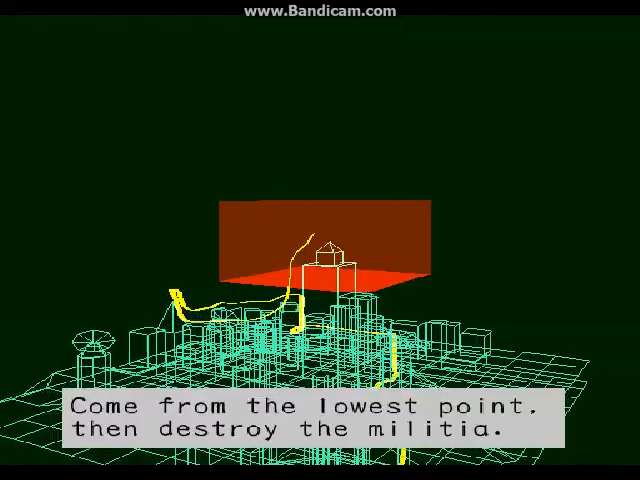 www.Bandicam.com
Come from the lowest point,
then destroy the militia.